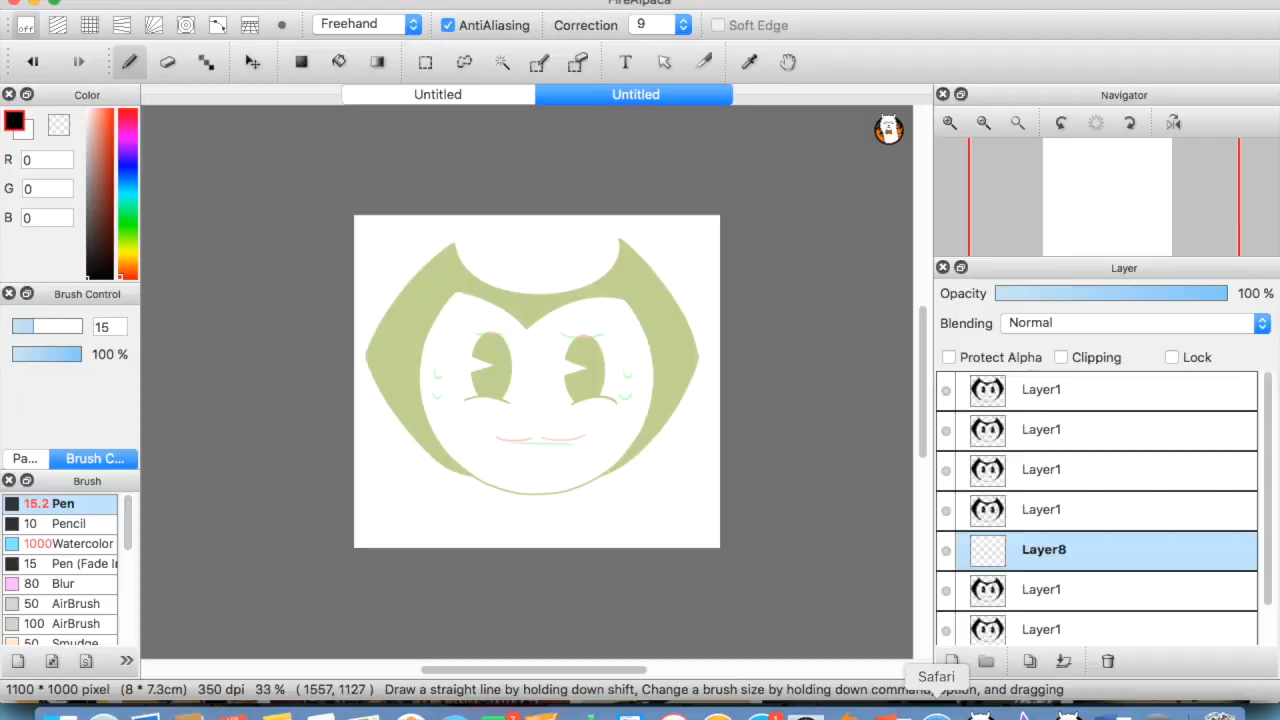 FireAlpaca
off Freehand AntiAliasing Correction 9 Soft Edge
T
Untitled Untitled
Color
R 0
G 0
B 0
Brush Control
15
100 %
Pa... Brush C...
Brush
15.2 Pen
10 Pencil
1000 Watercolor
15 Pen (Fade In
80 Blur
50 AirBrush
100 AirBrush
50 Smudge
Navigator
Layer
Opacity 100 %
Blending Normal
Protect Alpha Clipping Lock
Layer1
Layer1
Layer1
Layer1
Layer8
Layer1
Layer1
Safari
1100 * 1000 pixel (8 * 7.3cm) 350 dpi 33 % (1557, 1127) Draw a straight line by holding down shift, Change a brush size by holding down command, option, and dragging